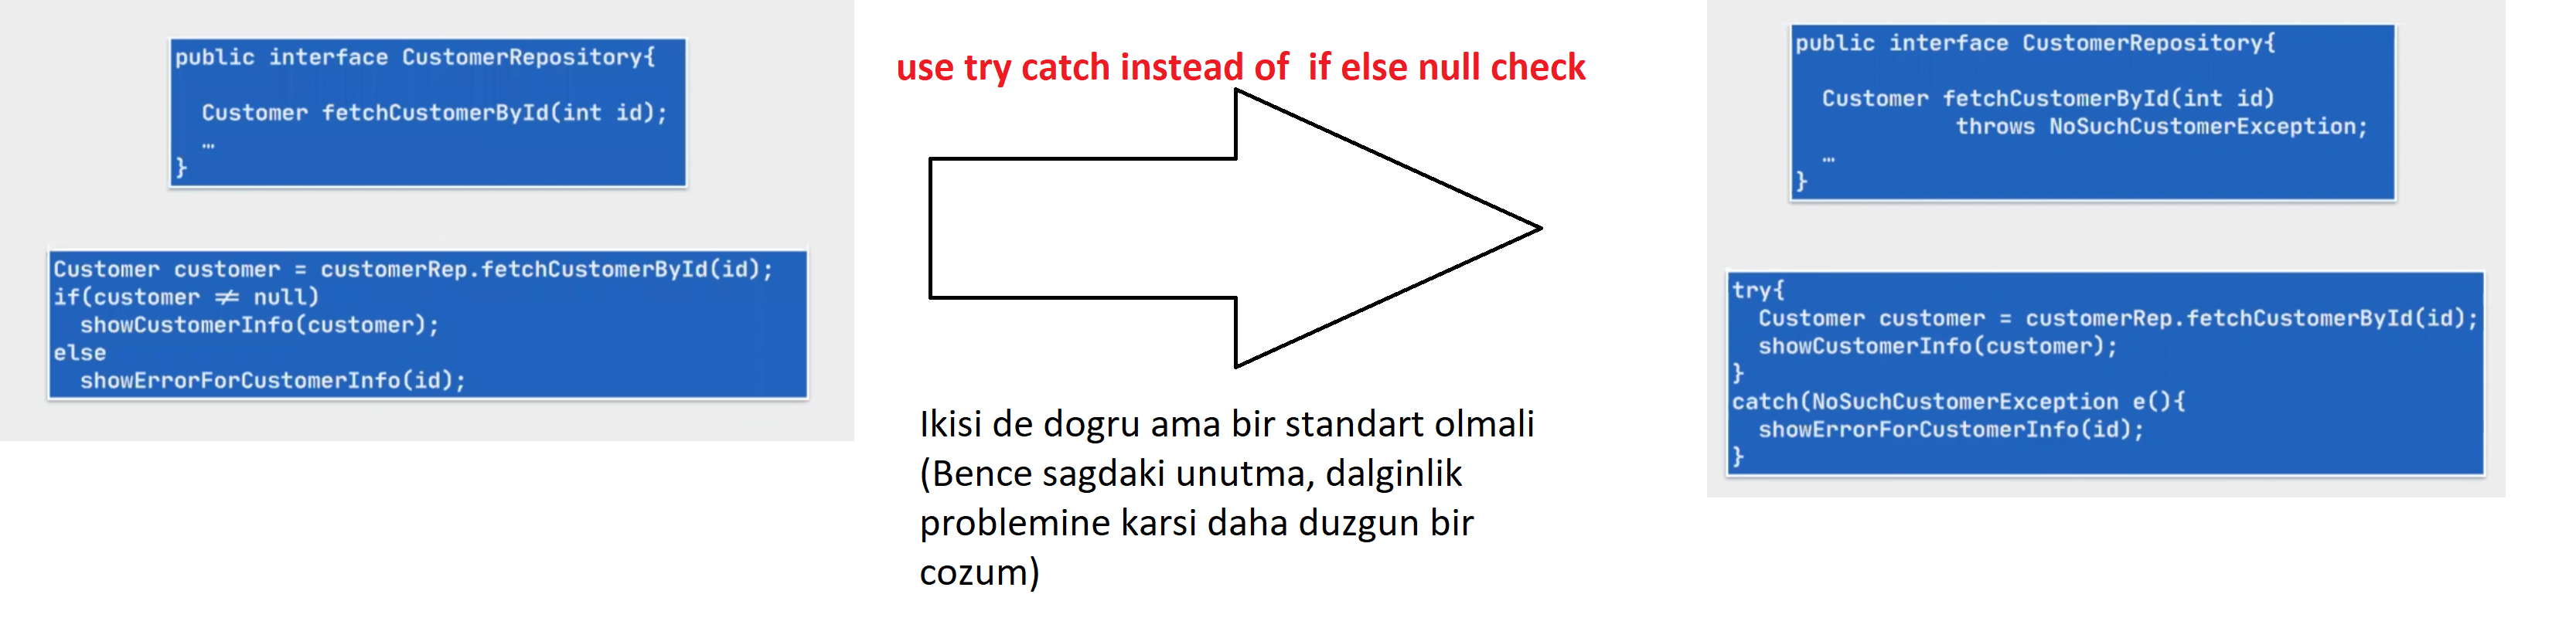 public interface CustomerRepository{
Customer fetchCustomerById(int id);
…
}
Customer customer = customerRep.fetchCustomerById(id);
if(customer ≠ null)
showCustomerInfo(customer);
else
showErrorForCustomerInfo(id);
use try catch instead of if else null check
Ikisi de dogru ama bir standart olmali
(Bence sagdaki unutma, dalginlik
problemine karsi daha duzgun bir
cozum)
public interface CustomerRepository{
Customer fetchCustomerById(int id)
throws NoSuchCustomerException;
…
}
try{
Customer customer = customerRep.fetchCustomerById(id);
showCustomerInfo(customer);
}
catch(NoSuchCustomerException e(){
showErrorForCustomerInfo(id);
}